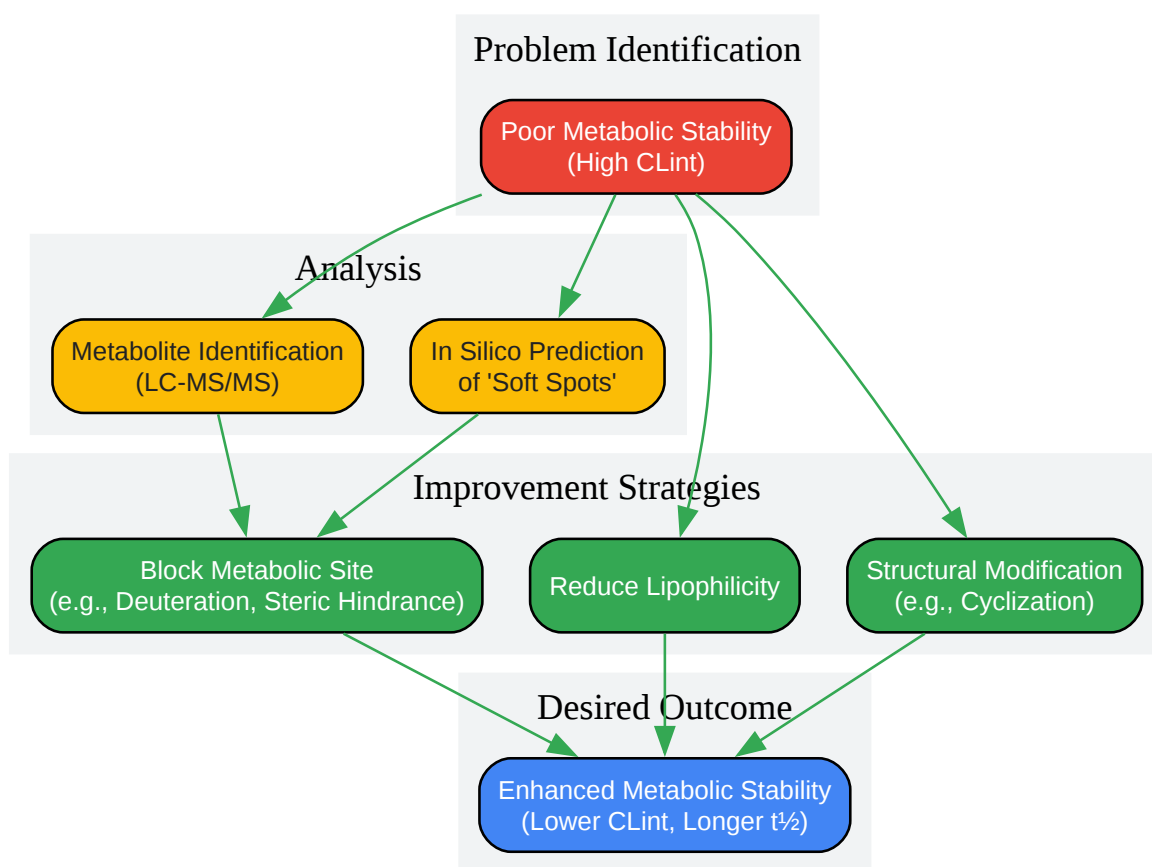 Problem Identification
Poor Metabolic Stability
(High CLint)
Analysis
Metabolite Identification
(LC-MS/MS)
In Silico Prediction
of 'Soft Spots'
Improvement Strategies
Block Metabolic Site
(e.g., Deuteration, Steric Hindrance)
Reduce Lipophilicity
Structural Modification
(e.g., Cyclization)
Desired Outcome
Enhanced Metabolic Stability
(Lower CLint, Longer t½)